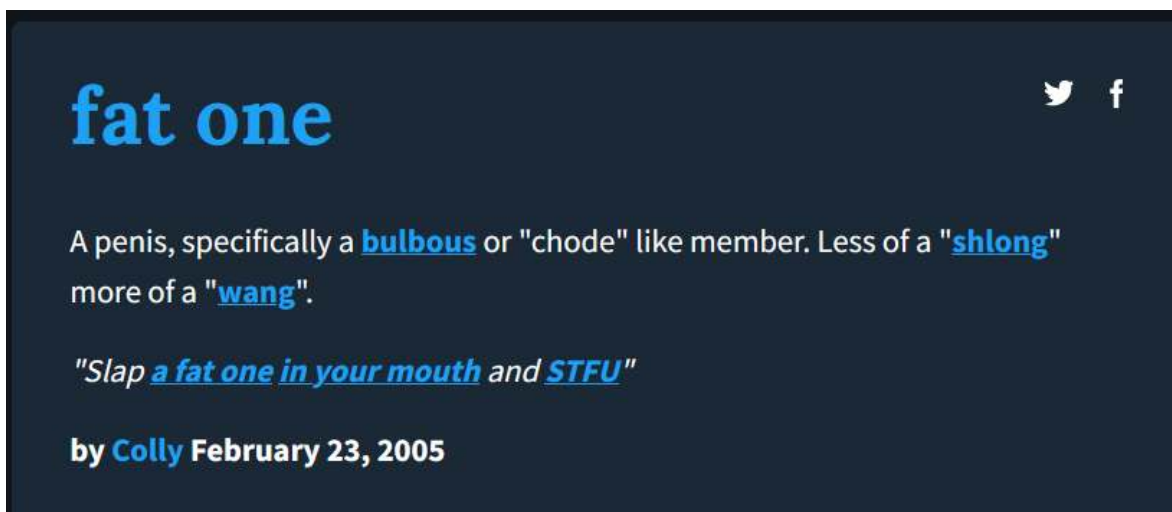 fat one
A penis, specifically a bulbous or "chode" like member. Less of a "shlong"
more of a "wang".
"Slap a fat one in your mouth and STFU"
by Colly February 23, 2005